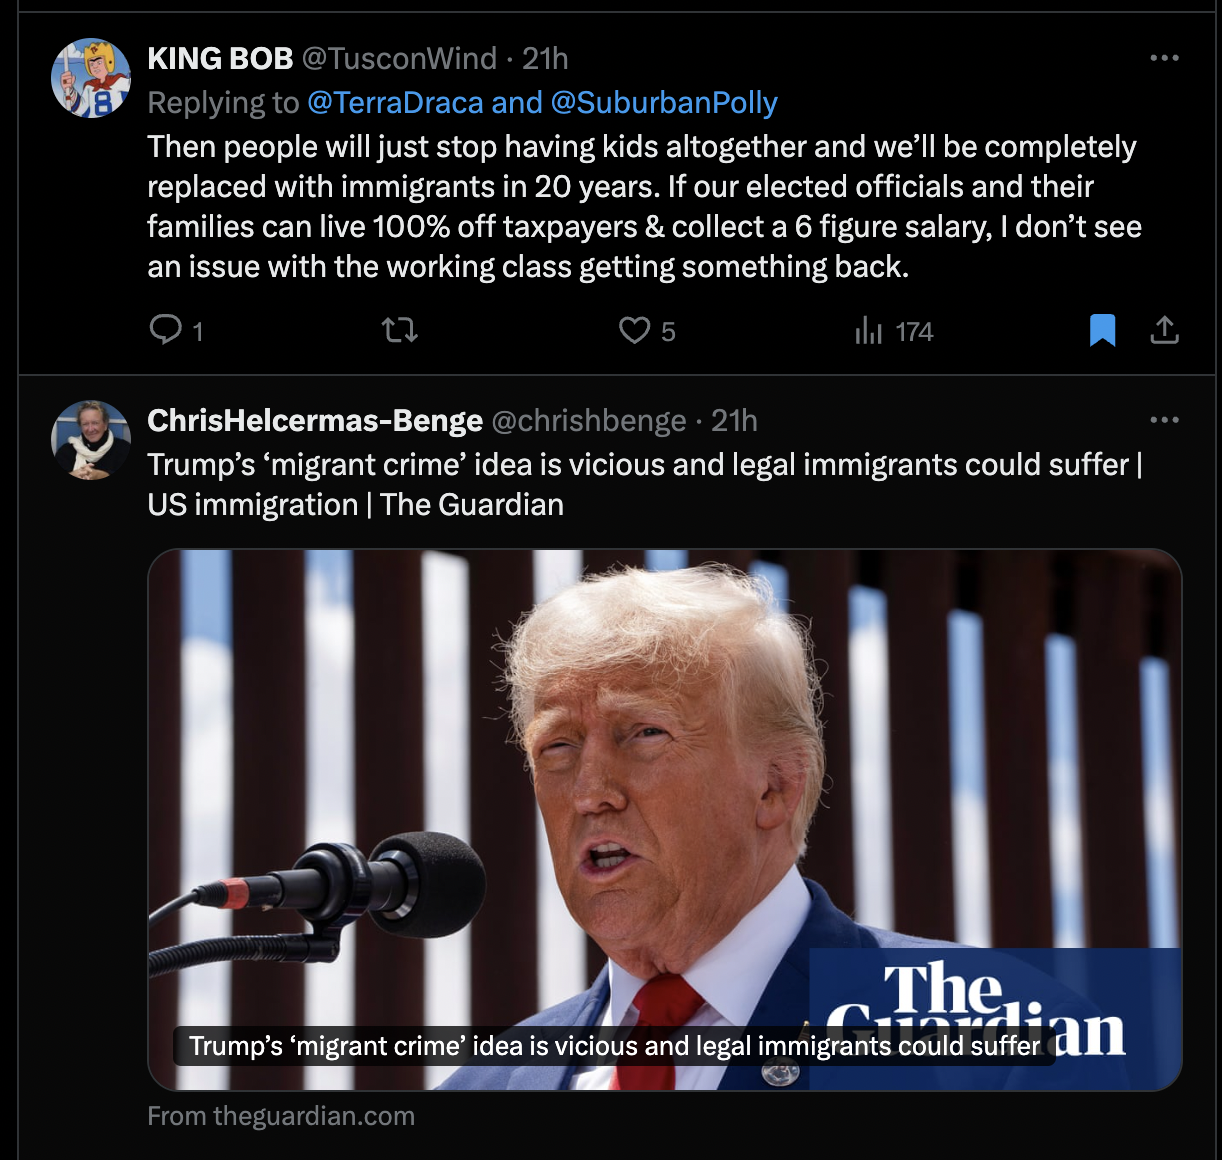 KING BOB @TusconWind · 21h
Replying to @TerraDraca and @SuburbanPolly
Then people will just stop having kids altogether and we’ll be completely
replaced with immigrants in 20 years. If our elected officials and their
families can live 100% off taxpayers & collect a 6 figure salary, I don’t see
an issue with the working class getting something back.
1 5 174
ChrisHelcermas-Benge @chrishbenge · 21h
Trump’s ‘migrant crime’ idea is vicious and legal immigrants could suffer |
US immigration | The Guardian
The
Guardian
Trump’s ‘migrant crime’ idea is vicious and legal immigrants could suffer
From theguardian.com